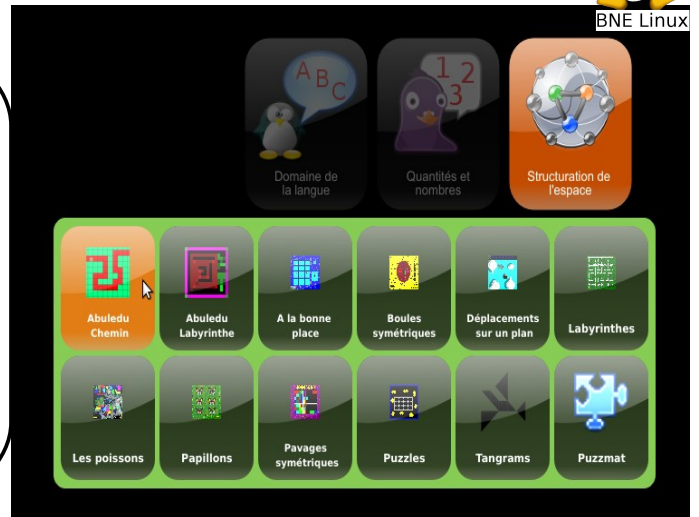 BNE Linux
A B C
Domaine de
la langue
1 2
3
Quantités et
nombres
Structuration de
l'espace
Abuledu
Chemin
Abuledu
Labyrinthe
A la bonne
place
Boules
symétriques
Déplacements
sur un plan
Labyrinthes
Les poissons
Papillons
Pavages
symétriques
Puzzles
Tangrams
Puzzmat